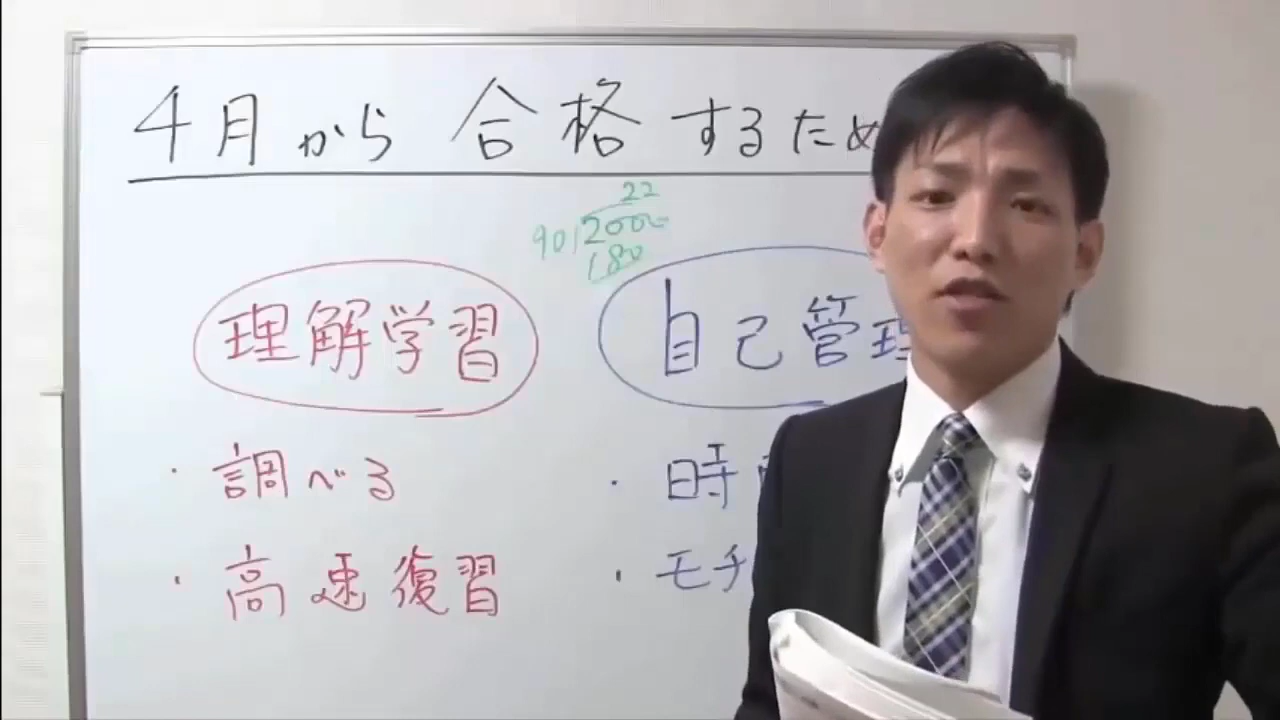 4月から合格するため
22
90)2000
180
理解学習
自己管理
・調べる
・時
・高速復習
・モチ